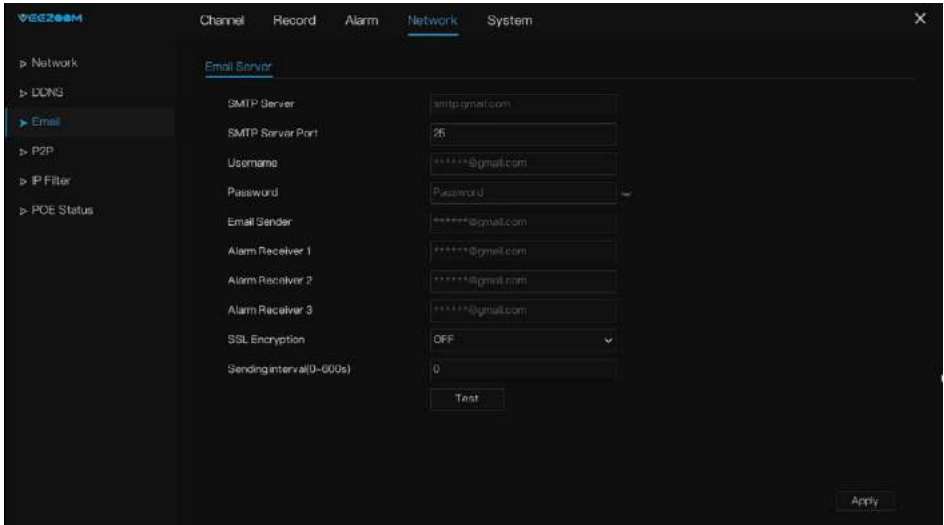 VEEZOOM
Channel Record Alarm Network System
Network
DDNS
Email
P2P
IP Filter
POE Status
Email Server
SMTP Server smtp.gmail.com
SMTP Server Port 25
Username ******@gmail.com
Password Password
Email Sender ******@gmail.com
Alarm Receiver 1 ******@gmail.com
Alarm Receiver 2 ******@gmail.com
Alarm Receiver 3 ******@gmail.com
SSL Encryption OFF
Sending interval(0~600s) 0
Test
Apply